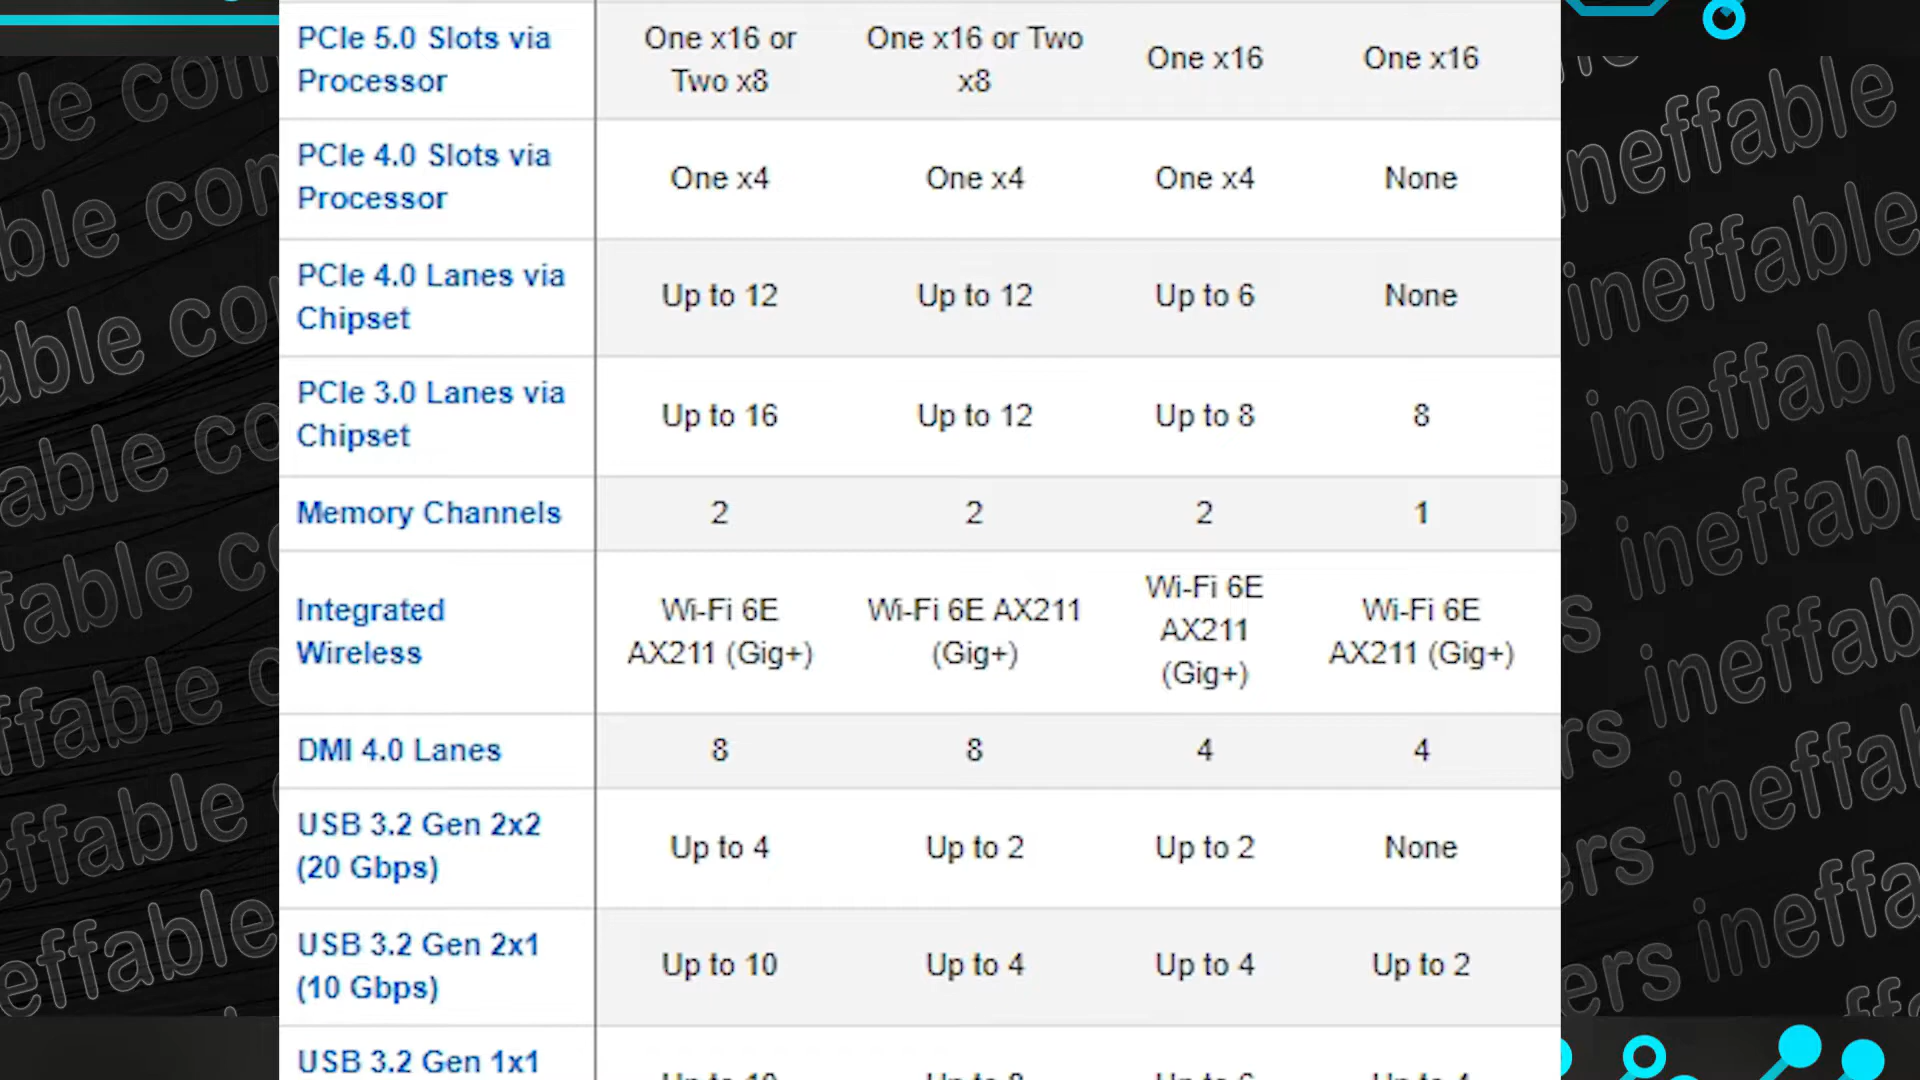 PCIe 5.0 Slots via Processor
One x16 or Two x8
One x16 or Two x8
One x16
One x16
PCIe 4.0 Slots via Processor
One x4
One x4
One x4
None
PCIe 4.0 Lanes via Chipset
Up to 12
Up to 12
Up to 6
None
PCIe 3.0 Lanes via Chipset
Up to 16
Up to 12
Up to 8
8
Memory Channels
2
2
2
1
Integrated Wireless
Wi-Fi 6E AX211 (Gig+)
Wi-Fi 6E AX211 (Gig+)
Wi-Fi 6E AX211 (Gig+)
Wi-Fi 6E AX211 (Gig+)
DMI 4.0 Lanes
8
8
4
4
USB 3.2 Gen 2x2 (20 Gbps)
Up to 4
Up to 2
Up to 2
None
USB 3.2 Gen 2x1 (10 Gbps)
Up to 10
Up to 4
Up to 4
Up to 2
USB 3.2 Gen 1x1
ineffable
ineffable
ineffable
ineffable
ineffable
ineffable
ineffable